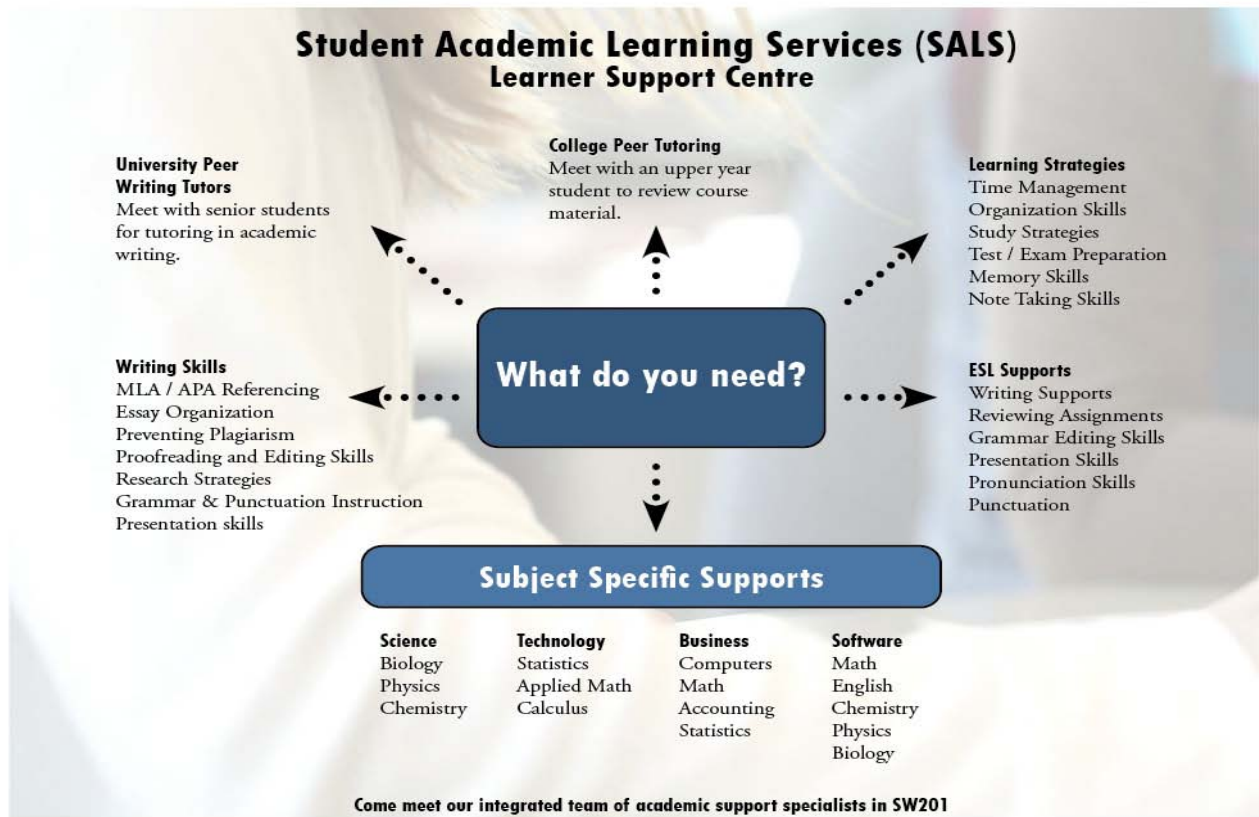 Student Academic Learning Services (SALS)
Learner Support Centre
University Peer
Writing Tutors
Meet with senior students
for tutoring in academic
writing.
College Peer Tutoring
Meet with an upper year
student to review course
material.
Learning Strategies
Time Management
Organization Skills
Study Strategies
Test / Exam Preparation
Memory Skills
Note Taking Skills
What do you need?
Writing Skills
MLA / APA Referencing
Essay Organization
Preventing Plagiarism
Proofreading and Editing Skills
Research Strategies
Grammar & Punctuation Instruction
Presentation skills
ESL Supports
Writing Supports
Reviewing Assignments
Grammar Editing Skills
Presentation Skills
Pronunciation Skills
Punctuation
Subject Specific Supports
Science
Biology
Physics
Chemistry
Technology
Statistics
Applied Math
Calculus
Business
Computers
Math
Accounting
Statistics
Software
Math
English
Chemistry
Physics
Biology
Come meet our integrated team of academic support specialists in SW201